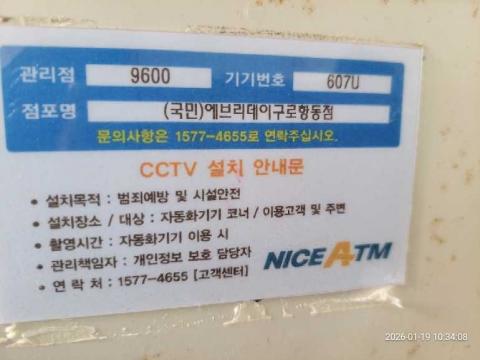 관리점 9600 기기번호 607U
점포명 (국민)에브리데이구로항동점
문의사항은 1577-4655로 연락주십시오.
CCTV 설치 안내문
• 설치목적 : 범죄예방 및 시설안전
• 설치장소 / 대상 : 자동화기기 코너 / 이용고객 및 주변
• 촬영시간 : 자동화기기 이용 시
• 관리책임자 : 개인정보 보호 담당자
• 연 락 처 : 1577-4655 [고객센터]
NICE ATM
2026-01-19 10:34:08